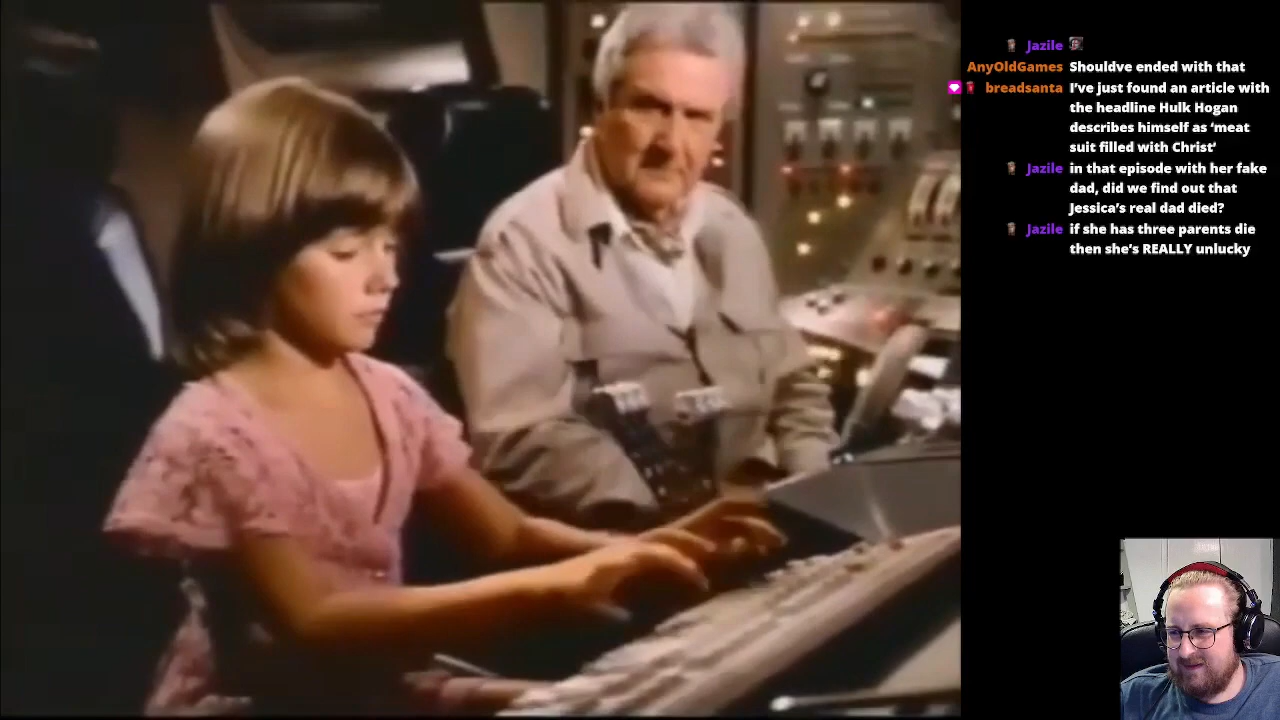 Jazile
AnyOldGames Shouldve ended with that
breadsanta I've just found an article with
the headline Hulk Hogan
describes himself as ‘meat
suit filled with Christ’
Jazile in that episode with her fake
dad, did we find out that
Jessica’s real dad died?
Jazile if she has three parents die
then she’s REALLY unlucky